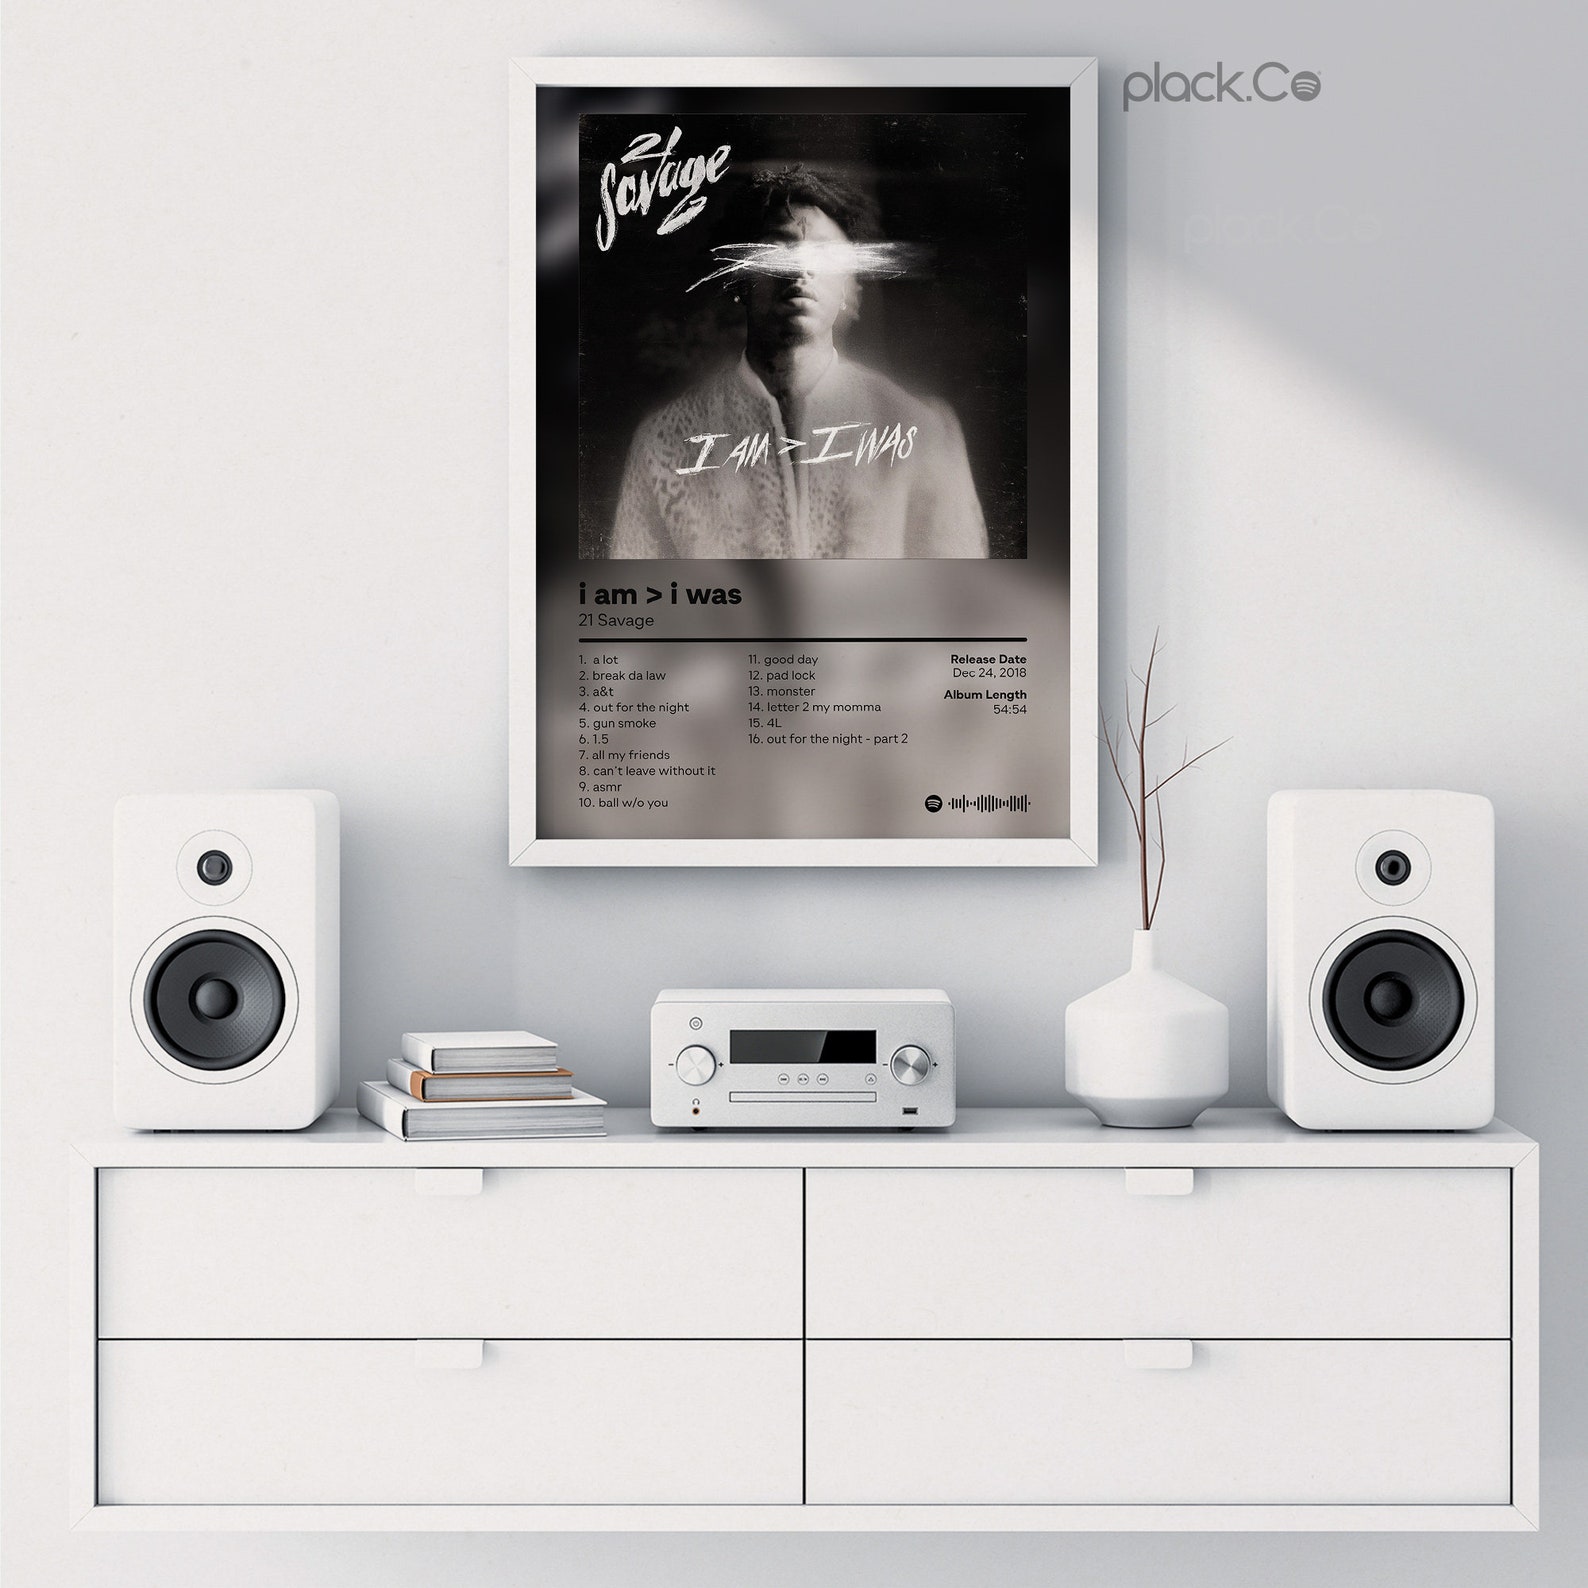 plack.Co
21
Savage
I AM > I WAS
i am > i was
21 Savage
1. a lot
2. break da law
3. a&t
4. out for the night
5. gun smoke
6. 1.5
7. all my friends
8. can't leave without it
9. asmr
10. ball w/o you
11. good day
12. pad lock
13. monster
14. letter 2 my momma
15. 4L
16. out for the night - part 2
Release Date
Dec 24, 2018
Album Length
54:54